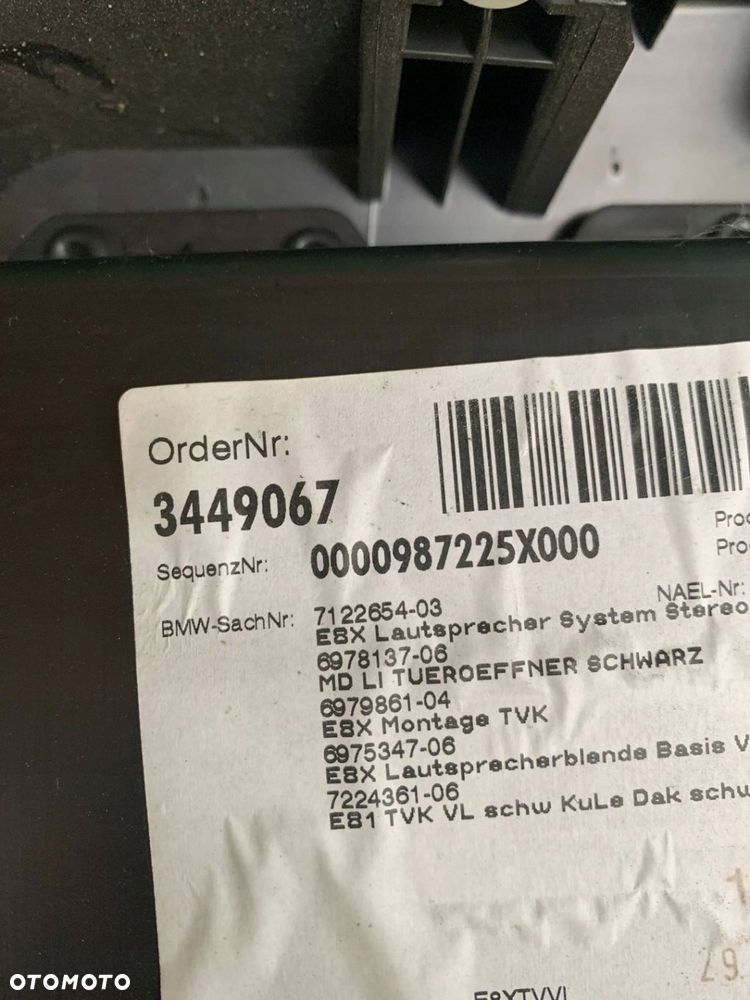 OrderNr:
3449067
SequenzNr: 0000987225X000
NAEL-Nr:
BMW-SachNr: 7122654-03
E8X Lautsprecher System Stereo
6978137-06
MD LI TUEROEFFNER SCHWARZ
6979861-04
E8X Montage TVK
6975347-06
E8X Lautsprecherblende Basis V
7224361-06
E81 TVK VL schw KuLe Dak schw
OTOMOTO